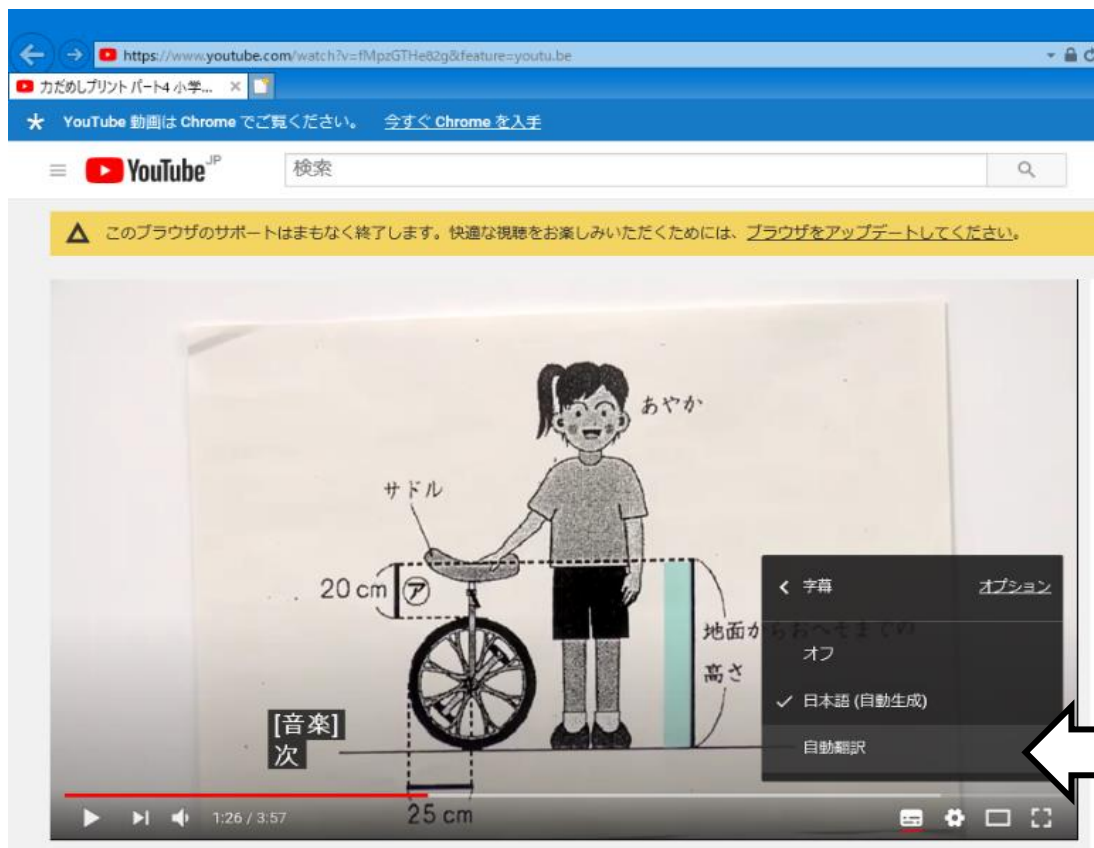 https://www.youtube.com/watch?v=fMpzGTHe82g&feature=youtu.be
力だめしプリント パート4 小学...
YouTube 動画は Chrome でご覧ください。 今すぐ Chrome を入手
YouTube JP
検索
このブラウザのサポートはまもなく終了します。快適な視聴をお楽しみいただくためには、ブラウザをアップデートしてください。
あやか
サドル
20 cm ㋐
地面からおへそまでの
高さ
字幕 オプション
オフ
日本語 (自動生成)
自動翻訳
[音楽]
次
25 cm
1:26 / 3:57